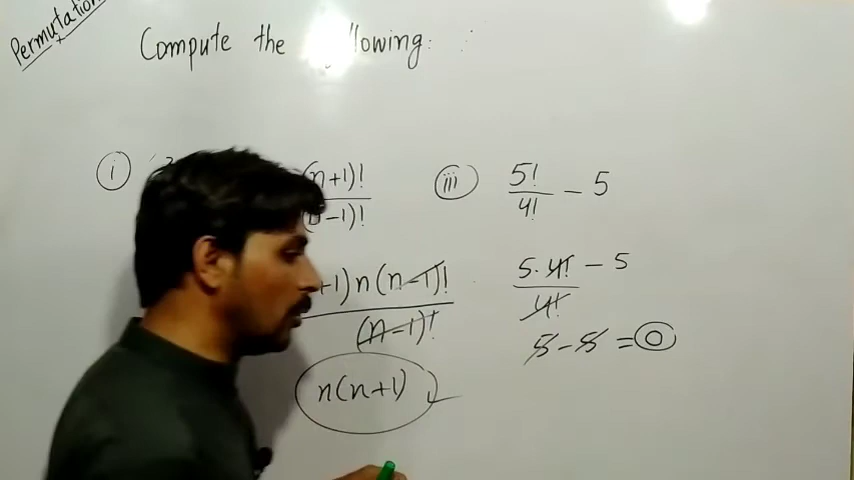 Permutation
Compute the following:
(i)
(n+1)!
-1)!
+1)n(n-1)!
(n-1)!
n(n+1)
(iii) 5!/4! - 5
5·4!/4! - 5
5-5=0